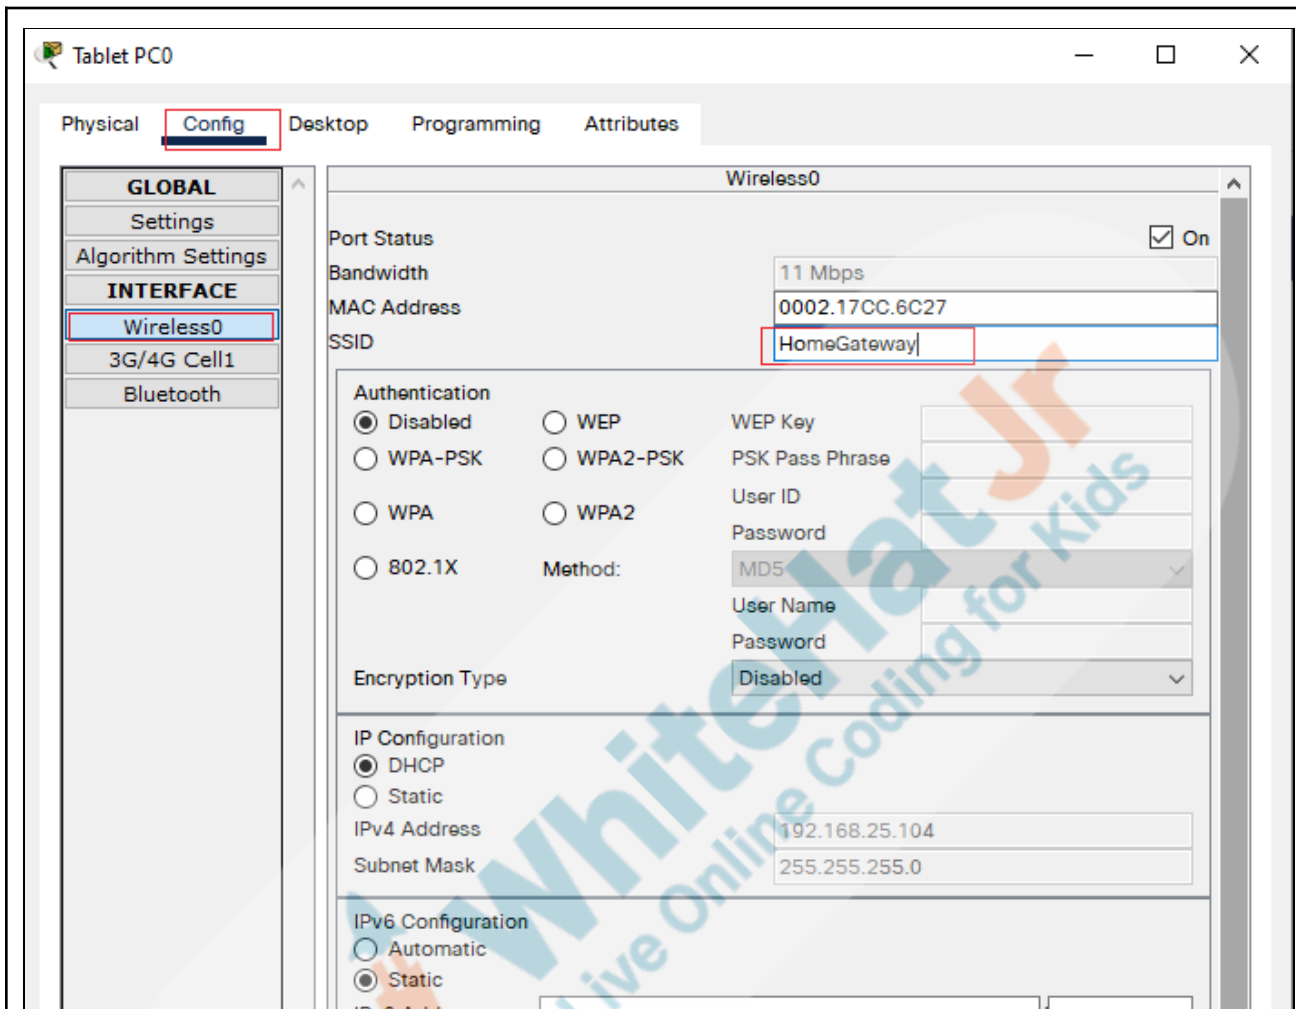 Tablet PC0
Physical Config Desktop Programming Attributes
GLOBAL
Settings
Algorithm Settings
INTERFACE
Wireless0
3G/4G Cell1
Bluetooth
Wireless0
Port Status On
Bandwidth 11 Mbps
MAC Address 0002.17CC.6C27
SSID HomeGateway
Authentication
Disabled WEP WEP Key
WPA-PSK WPA2-PSK PSK Pass Phrase
User ID
WPA WPA2
Password
802.1X Method: MD5
User Name
Password
Encryption Type Disabled
IP Configuration
DHCP
Static
IPv4 Address 192.168.25.104
Subnet Mask 255.255.255.0
IPv6 Configuration
Automatic
Static
WhiteHat Jr
Live Online Coding for Kids